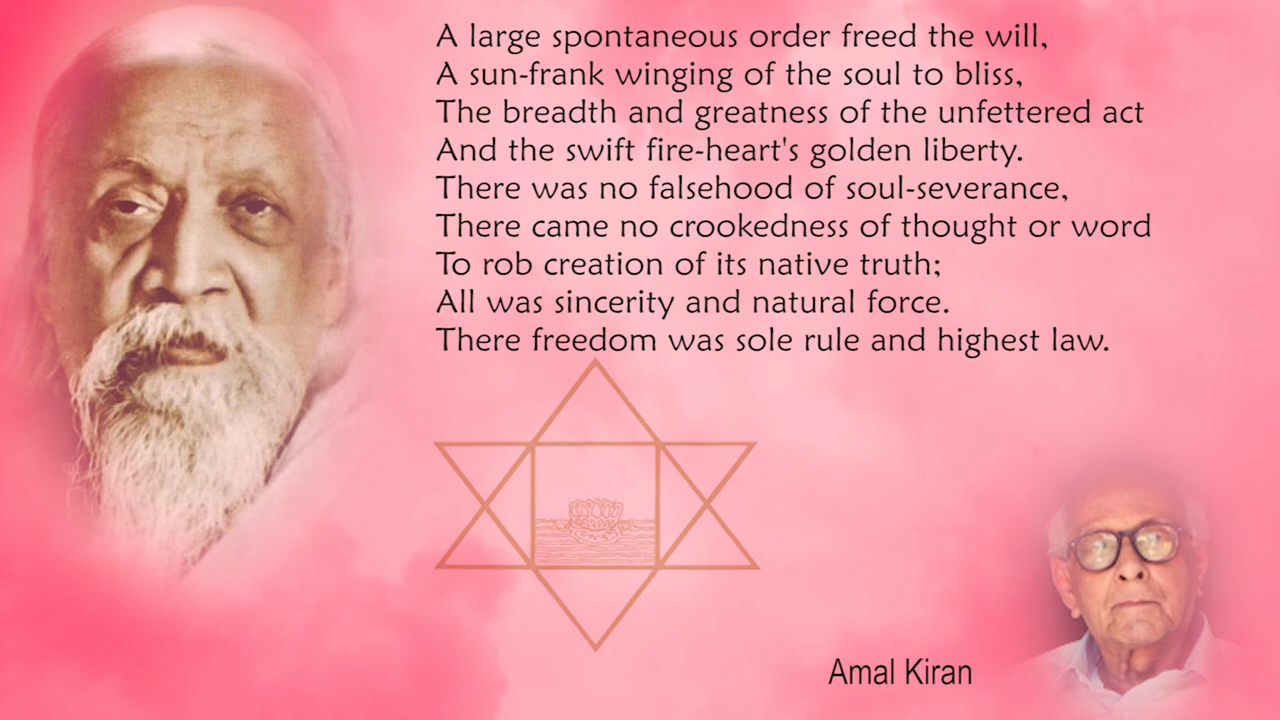 A large spontaneous order freed the will,
A sun-frank winging of the soul to bliss,
The breadth and greatness of the unfettered act
And the swift fire-heart's golden liberty.
There was no falsehood of soul-severance,
There came no crookedness of thought or word
To rob creation of its native truth;
All was sincerity and natural force.
There freedom was sole rule and highest law.
Amal Kiran